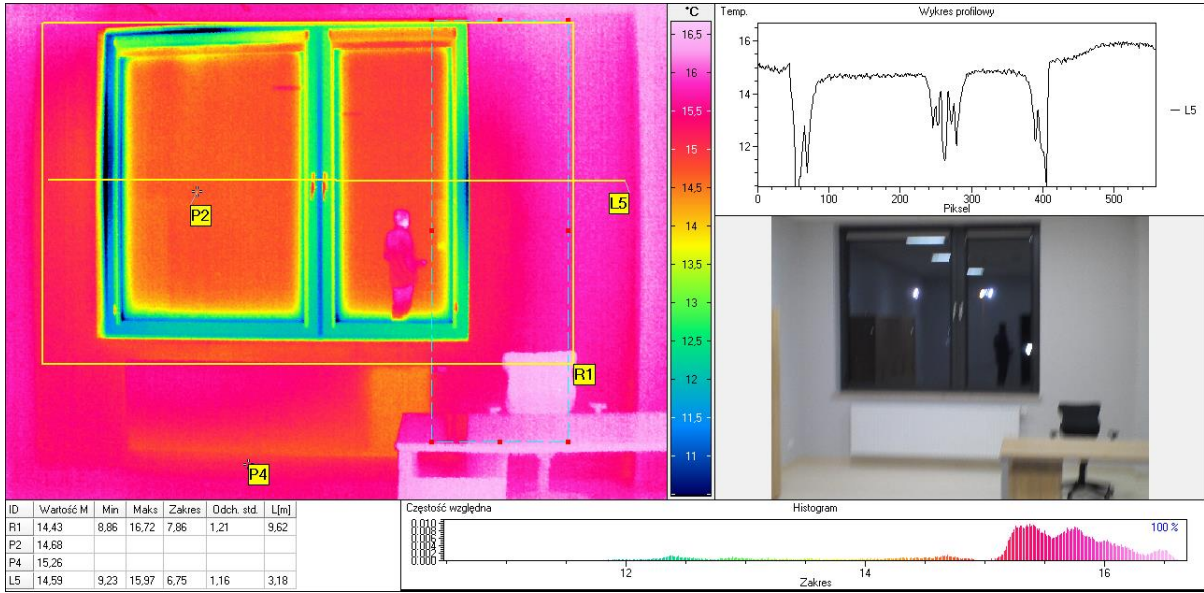 °C
16,5
16
15,5
15
14,5
14
13,5
13
12,5
12
11,5
11
P2
L5
R1
P4
Temp.
Wykres profilowy
16
14
12
0
100
200
300
400
500
Piksel
L5
ID Wartość M Min Maks Zakres Odch. std. L[m]
R1 14,43 8,86 16,72 7,86 1,21 9,62
P2 14,68
P4 15,26
L5 14,59 9,23 15,97 6,75 1,16 3,18
Częstość względna
Histogram
100 %
0.010
0.008
0.006
0.004
0.002
0.000
12
14
16
Zakres